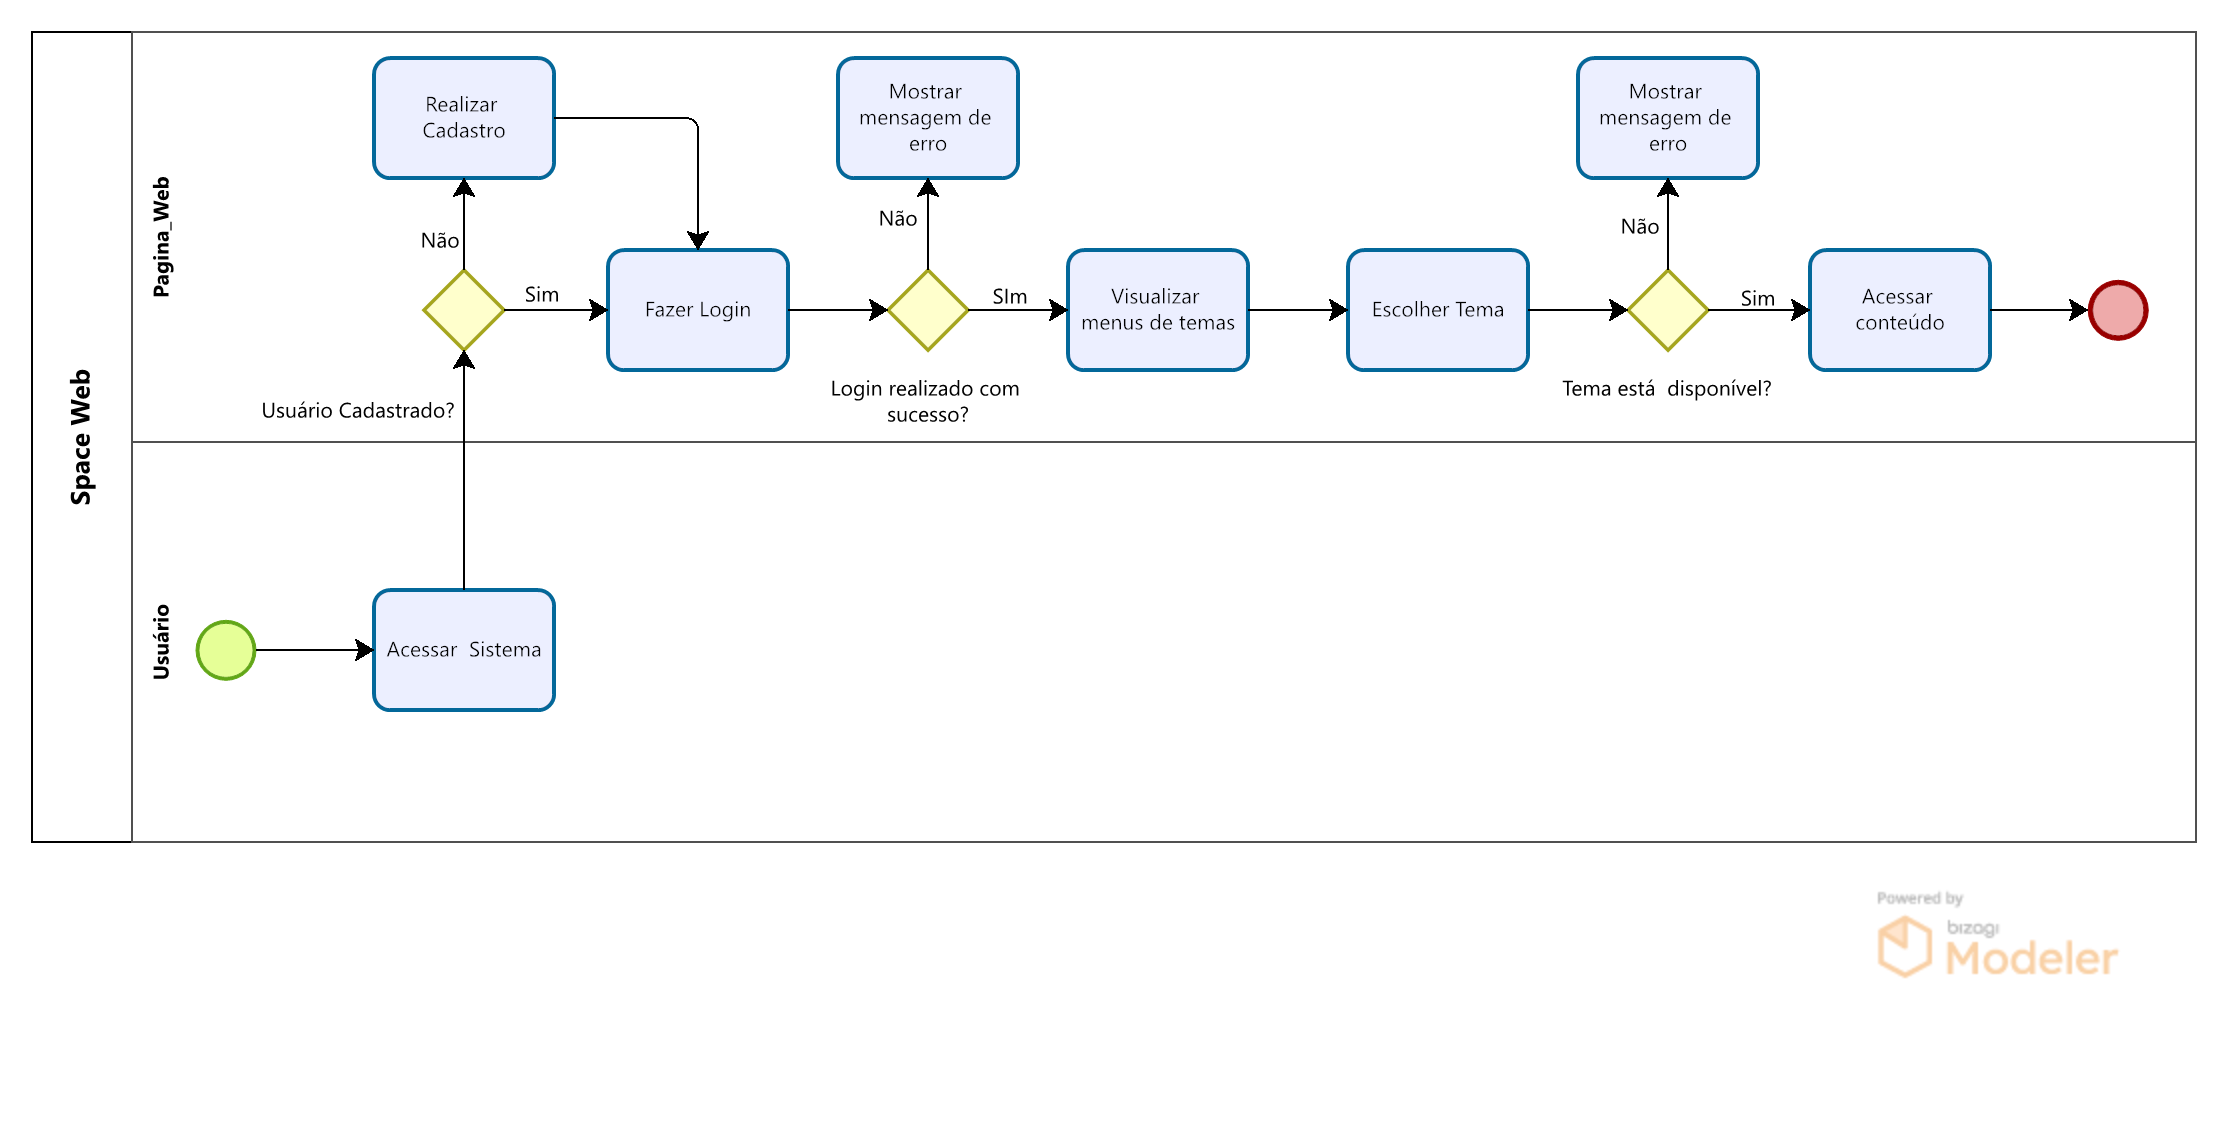 Space Web
Pagina_Web
Realizar
Cadastro
Mostrar
mensagem de
erro
Mostrar
mensagem de
erro
Não
Não
Não
Sim
Fazer Login
SIm
Visualizar
menus de temas
Escolher Tema
Sim
Acessar
conteúdo
Usuário Cadastrado?
Login realizado com
sucesso?
Tema está  disponível?
Usuário
Acessar  Sistema
Powered by
bizagi
Modeler